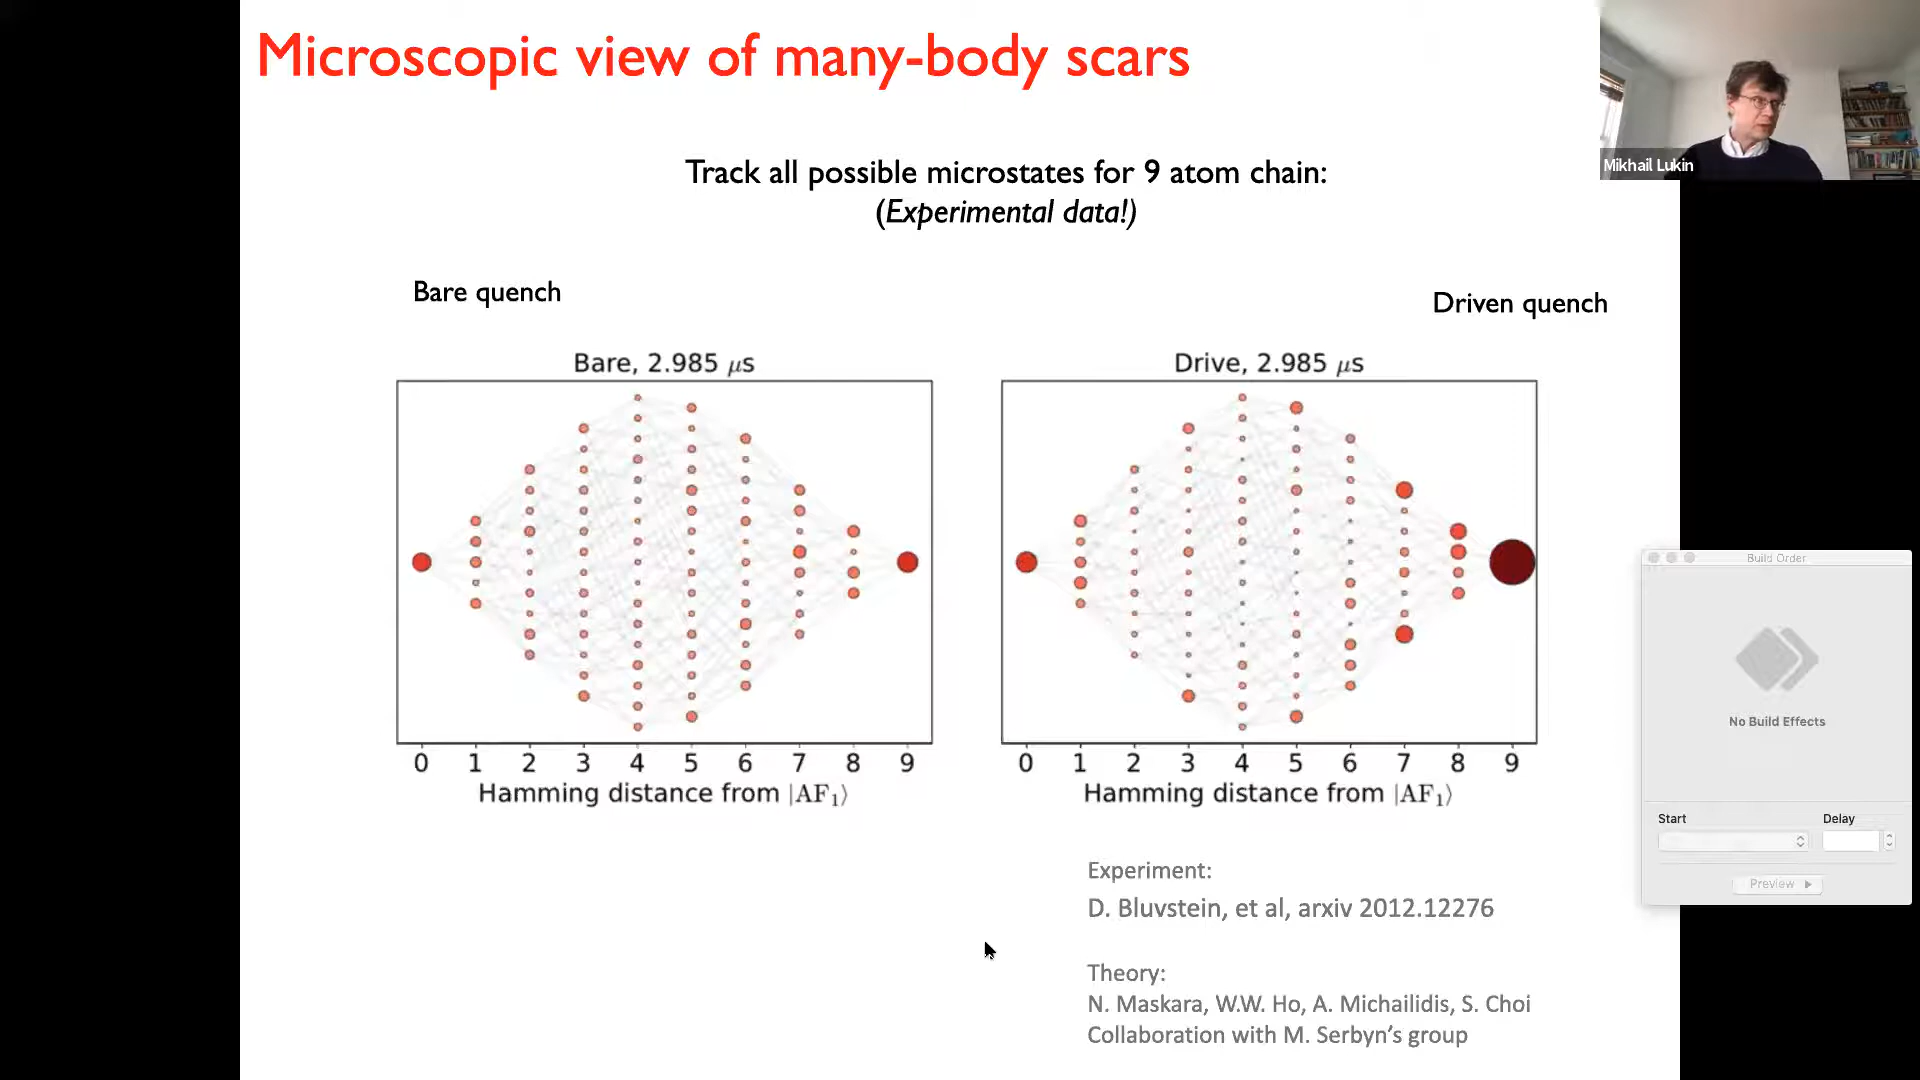 Microscopic view of many-body scars
Mikhail Lukin
Track all possible microstates for 9 atom chain:
(Experimental data!)
Bare quench
Driven quench
Bare, 2.985 μs
Drive, 2.985 μs
0 1 2 3 4 5 6 7 8 9
Hamming distance from |AF₁⟩
0 1 2 3 4 5 6 7 8 9
Hamming distance from |AF₁⟩
Build Order
No Build Effects
Start Delay
Preview
Experiment:
D. Bluvstein, et al, arxiv 2012.12276
Theory:
N. Maskara, W.W. Ho, A. Michailidis, S. Choi
Collaboration with M. Serbyn’s group